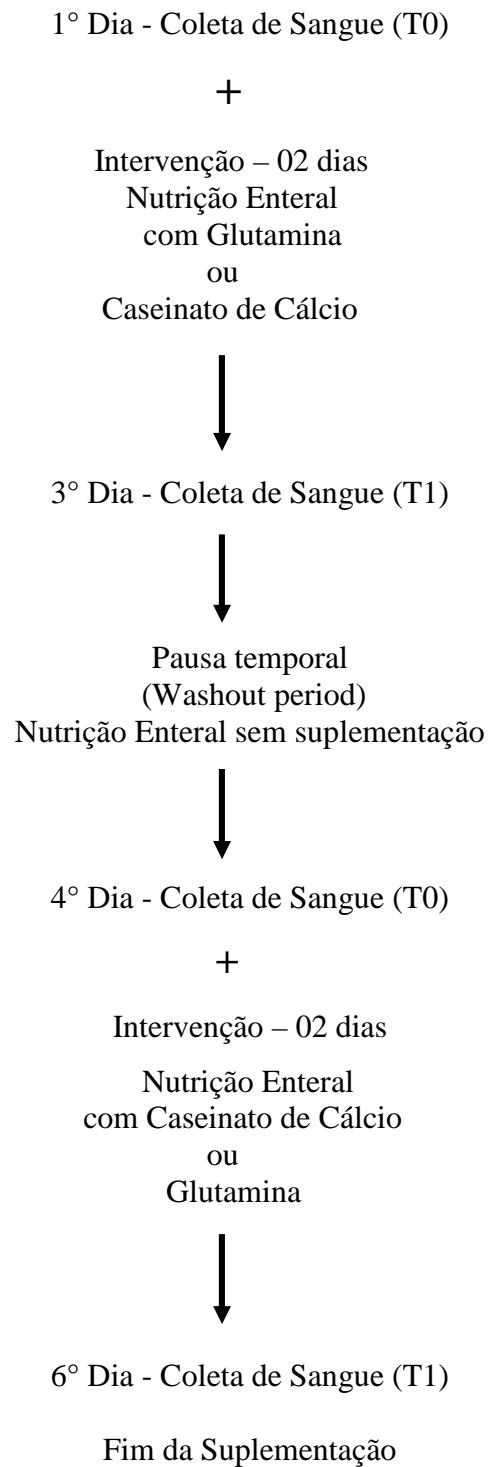 1° Dia - Coleta de Sangue (T0)
+
Intervenção – 02 dias
Nutrição Enteral
com Glutamina
ou
Caseinato de Cálcio
3° Dia - Coleta de Sangue (T1)
Pausa temporal
(Washout period)
Nutrição Enteral sem suplementação
4° Dia - Coleta de Sangue (T0)
+
Intervenção – 02 dias
Nutrição Enteral
com Caseinato de Cálcio
ou
Glutamina
6° Dia - Coleta de Sangue (T1)
Fim da Suplementação